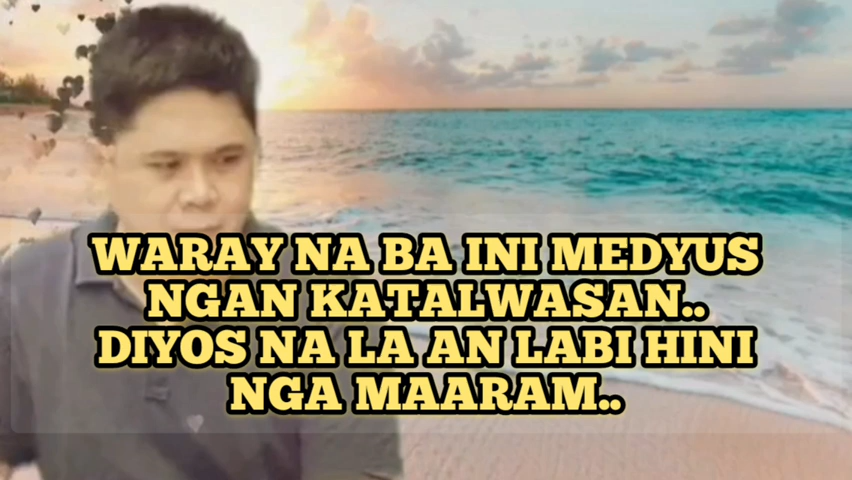 WARAY NA BA INI MEDYUS
NGAN KATALWASAN..
DIYOS NA LA AN LABI HINI
NGA MAARAM..